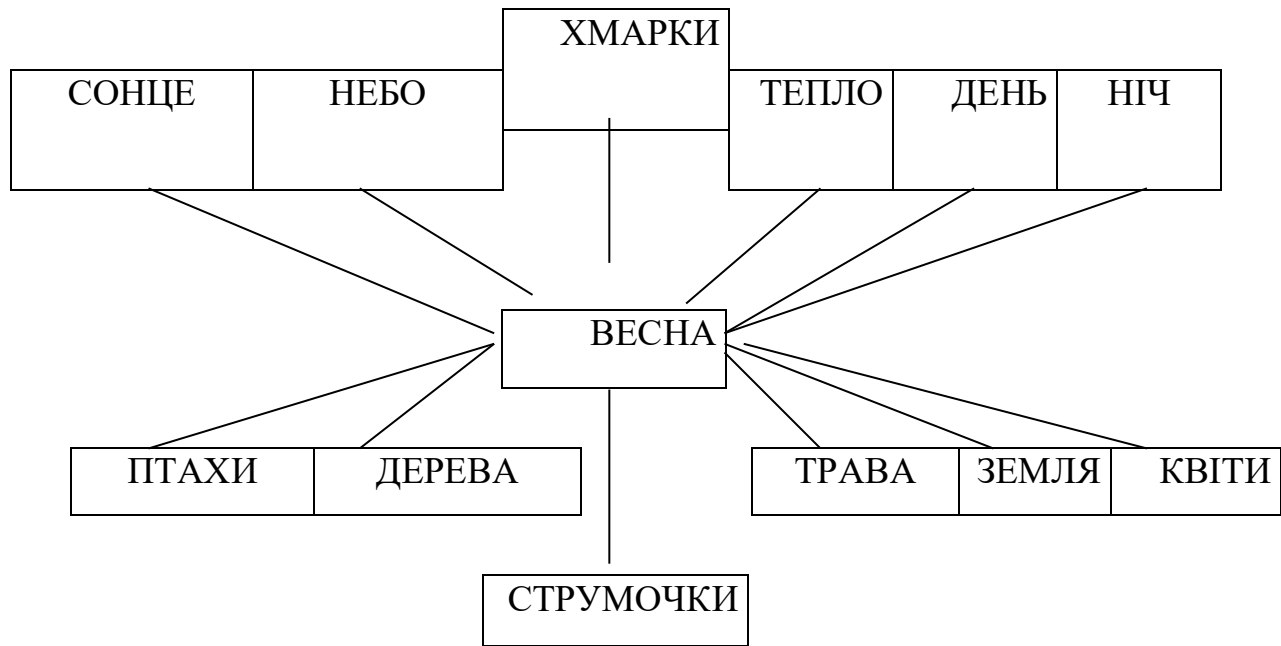 ХМАРКИ
СОНЦЕ НЕБО ТЕПЛО ДЕНЬ НІЧ
ВЕСНА
ПТАХИ ДЕРЕВА ТРАВА ЗЕМЛЯ КВІТИ
СТРУМОЧКИ